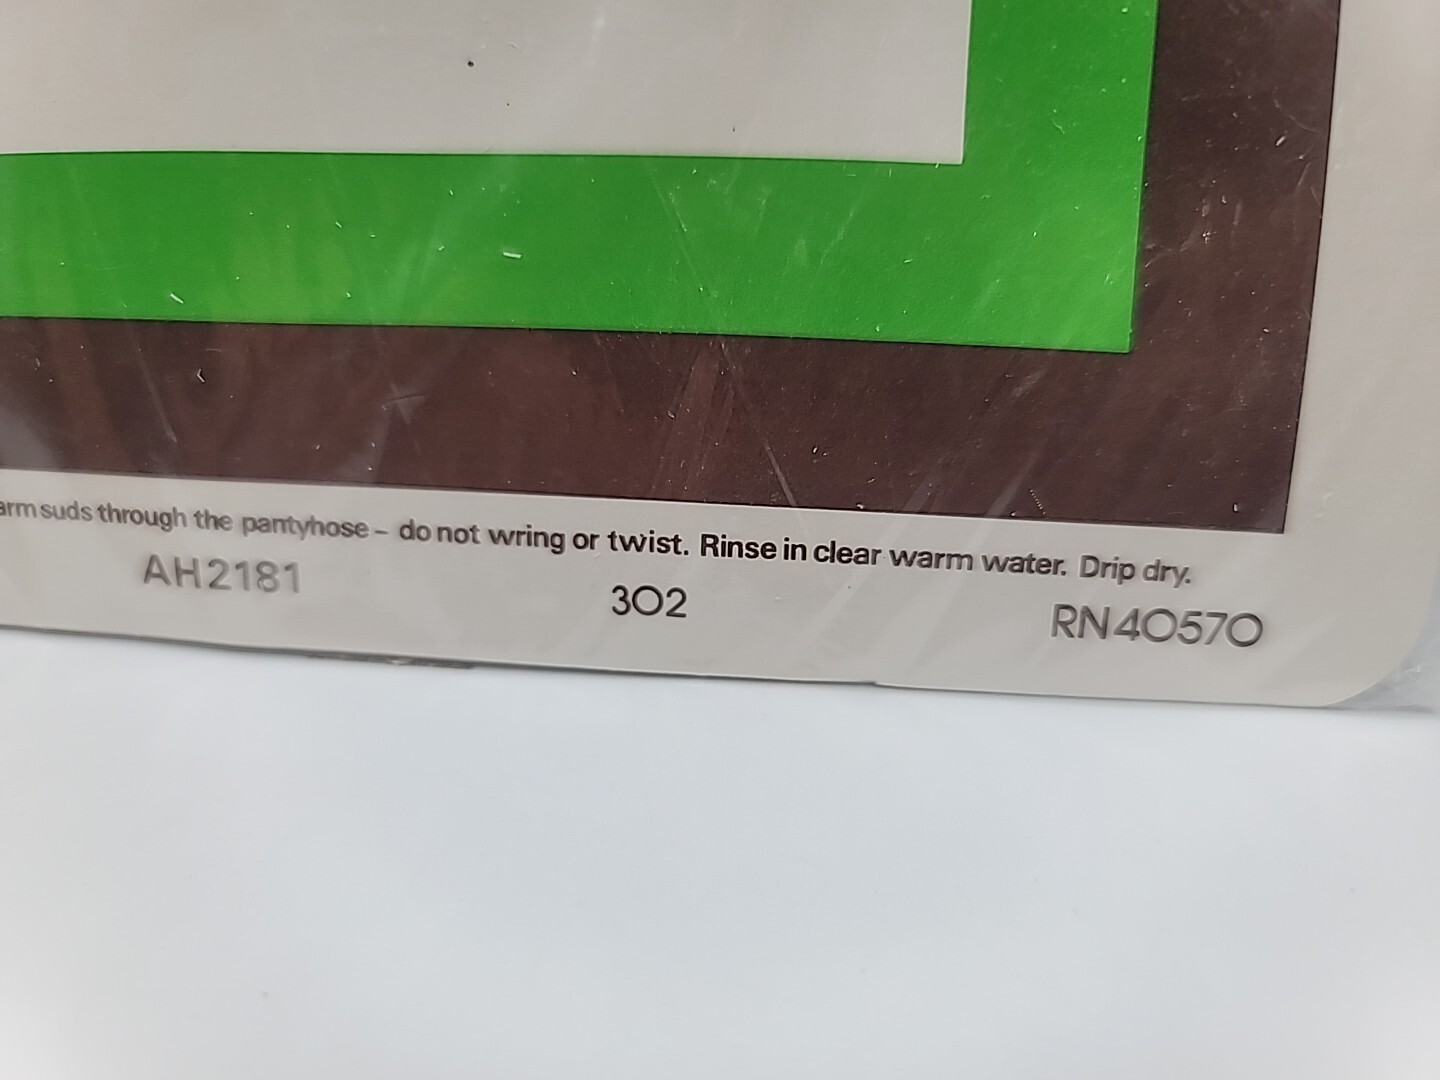 arm suds through the pantyhose – do not wring or twist. Rinse in clear warm water. Drip dry.
AH2181 302 RN40570